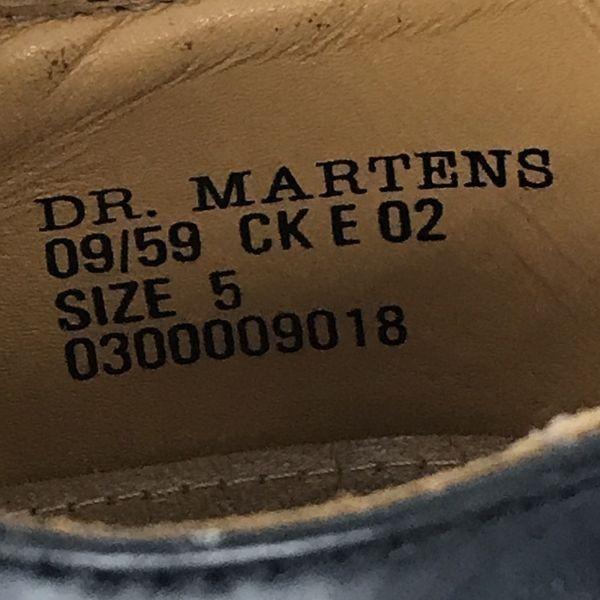 DR. MARTENS
09/59 CK E 02
SIZE 5
0300009018